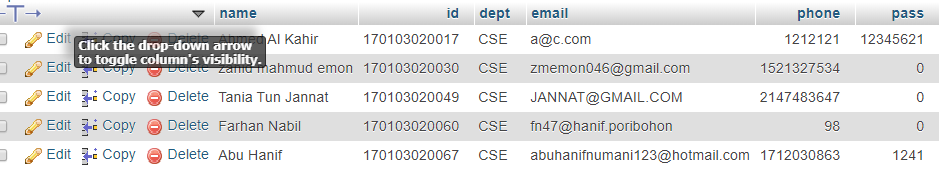 name id dept email phone pass
Edit Copy Delete Ahmed Al Kahir 170103020017 CSE a@c.com 1212121 12345621
Click the drop-down arrow
to toggle column's visibility.
Edit Copy Delete zahid mahmud emon 170103020030 CSE zmemon046@gmail.com 1521327534 0
Edit Copy Delete Tania Tun Jannat 170103020049 CSE JANNAT@GMAIL.COM 2147483647 0
Edit Copy Delete Farhan Nabil 170103020060 CSE fn47@hanif.poribohon 98 0
Edit Copy Delete Abu Hanif 170103020067 CSE abuhanifnumani123@hotmail.com 1712030863 1241